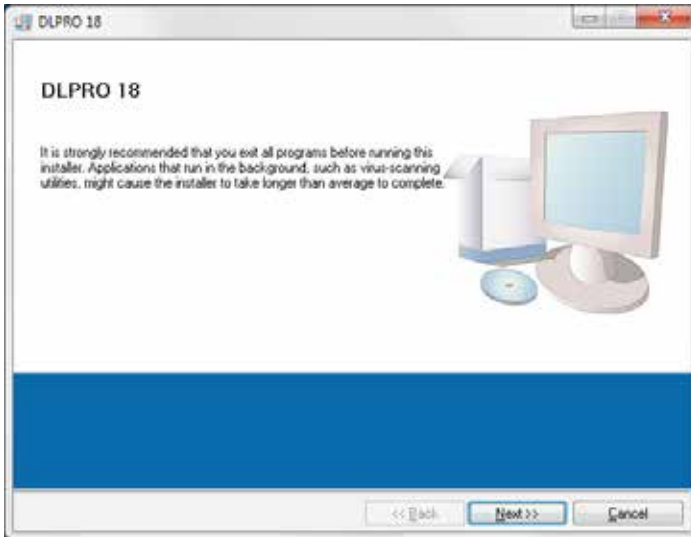 DLPRO 18
DLPRO 18
It is strongly recommended that you exit all programs before running this
installer. Applications that run in the background, such as virus-scanning
utilities, might cause the installer to take longer than average to complete.
<< Back
Next >>
Cancel